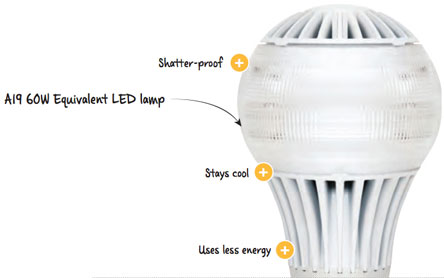 Shatter-proof
A19 60W Equivalent LED lamp
Stays cool
Uses less energy